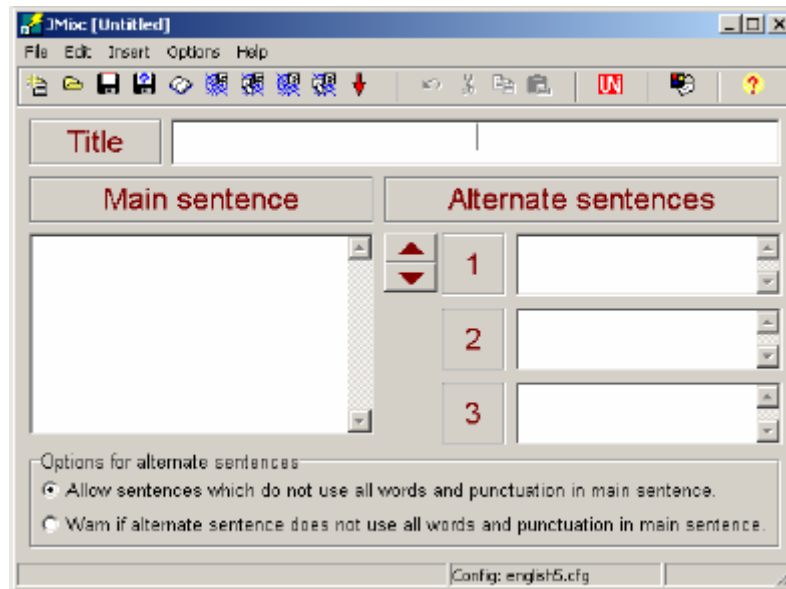 JMix: [Untitled]
File Edit Insert Options Help
UN ?
Title
Main sentence Alternate sentences
1
2
3
Options for alternate sentences
Allow sentences which do not use all words and punctuation in main sentence.
Warn if alternate sentence does not use all words and punctuation in main sentence.
Config: english5.cfg